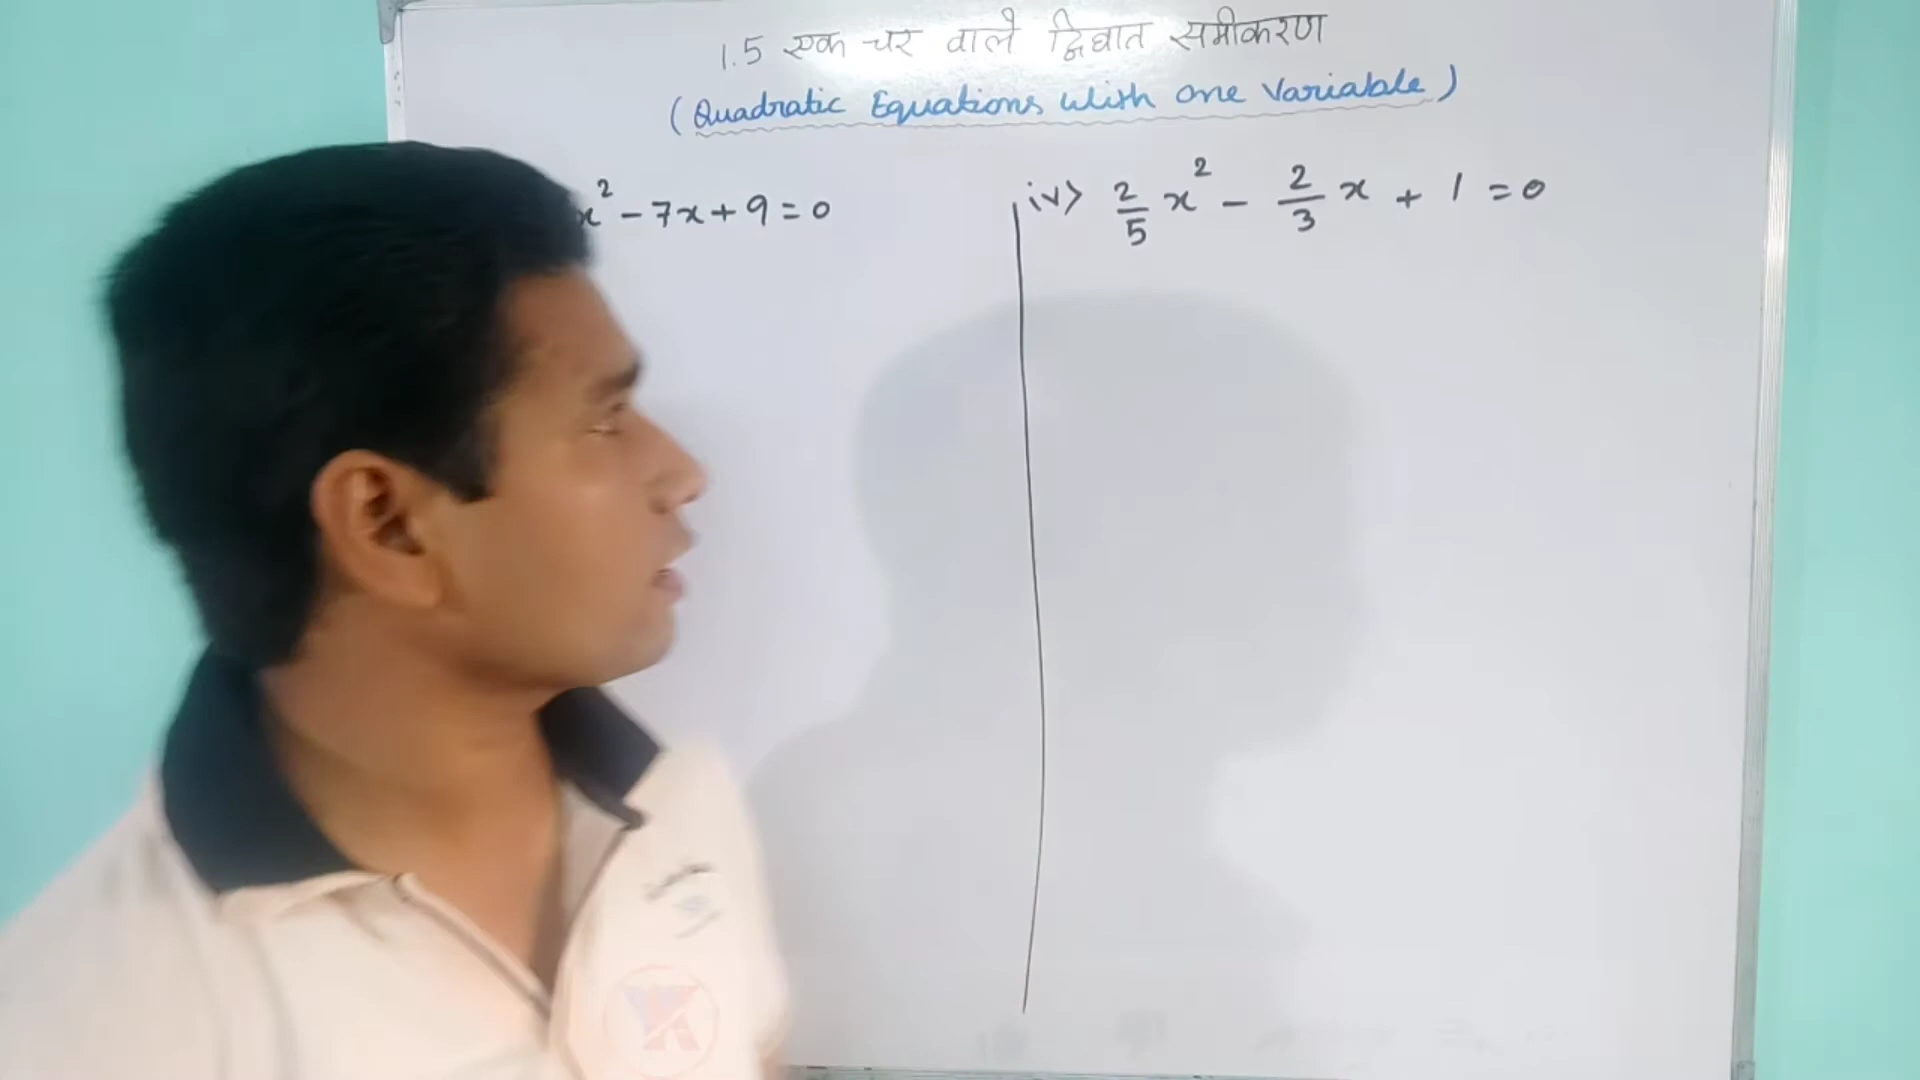 1.5 एक चर वाले द्विघात समीकरण
(Quadratic Equations With one Variable)
x² - 7x + 9 = 0
iv) 2/5 x² - 2/3 x + 1 = 0